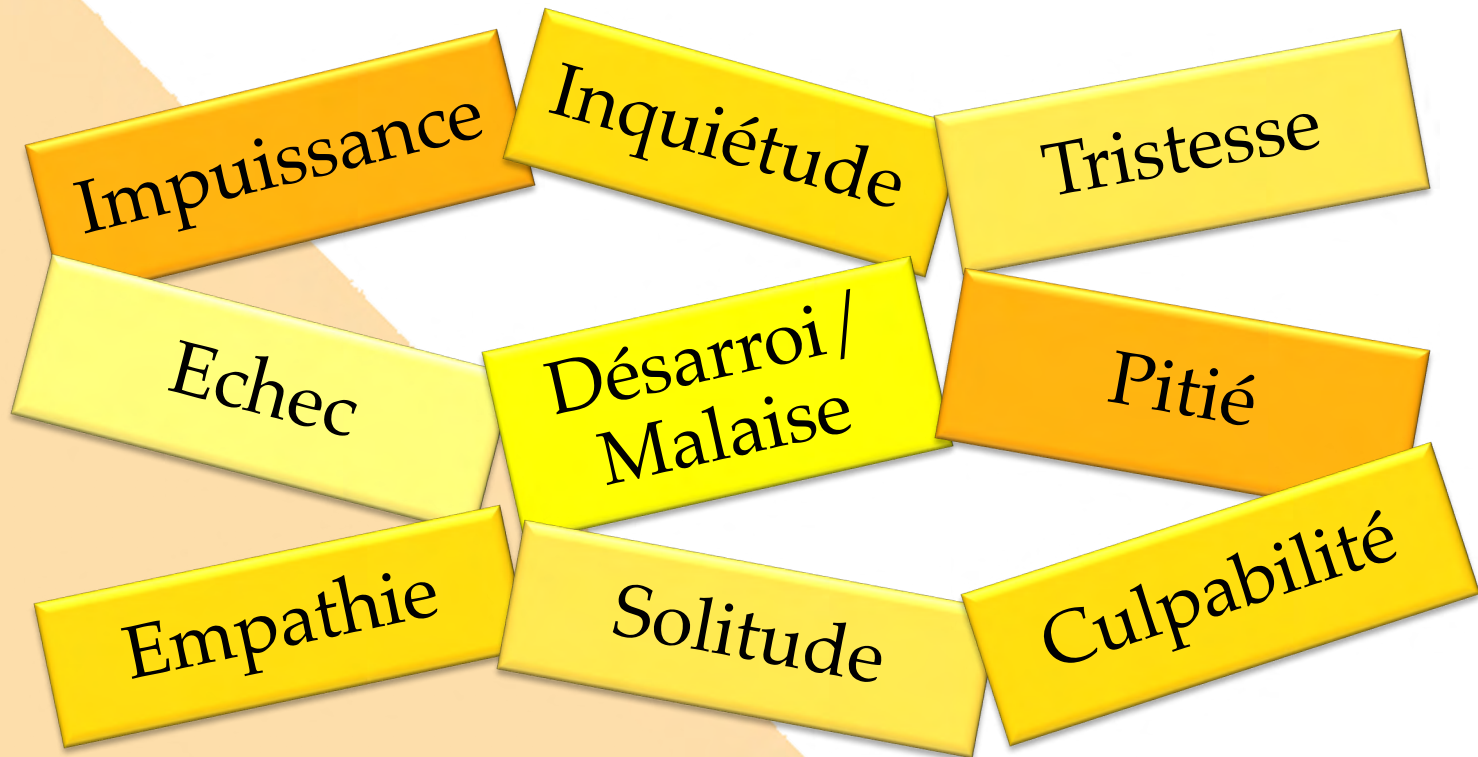 Impuissance
Inquiétude
Tristesse
Echec
Désarroi /
Malaise
Pitié
Empathie
Solitude
Culpabilité